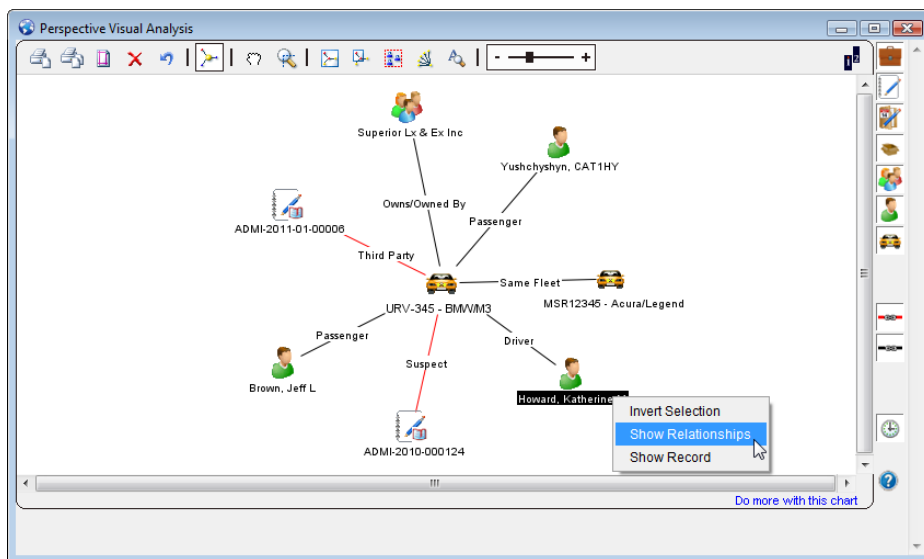 Perspective Visual Analysis
- +
1 2
Superior Lx & Ex Inc
Yushchyshyn, CAT1HY
Owns/Owned By
Passenger
ADMI-2011-01-00006
Third Party
Same Fleet
MSR12345 - Acura/Legend
URV-345 - BMW/M3
Passenger
Driver
Suspect
Brown, Jeff L
Howard, Katherine
Invert Selection
Show Relationships
Show Record
ADMI-2010-000124
Do more with this chart
?